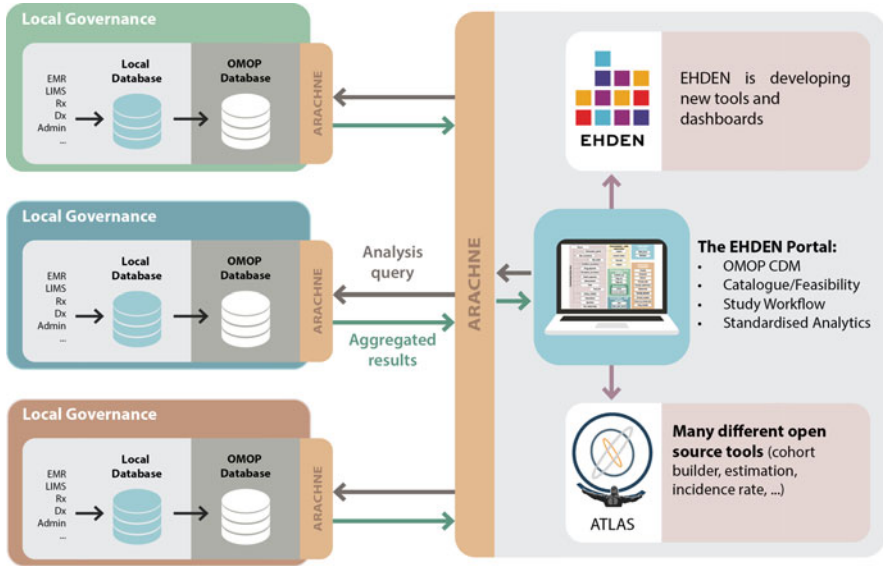 Local Governance
Local
Database
OMOP
Database
EMR
LIMS
Rx
Dx
Admin
...
ARACHNE
Local Governance
Local
Database
OMOP
Database
EMR
LIMS
Rx
Dx
Admin
...
ARACHNE
Analysis
query
Aggregated
results
Local Governance
Local
Database
OMOP
Database
EMR
LIMS
Rx
Dx
Admin
...
ARACHNE
ARACHNE
EHDEN
EHDEN is developing
new tools and
dashboards
The EHDEN Portal:
• OMOP CDM
• Catalogue/Feasibility
• Study Workflow
• Standardised Analytics
ATLAS
Many different open
source tools (cohort
builder, estimation,
incidence rate, ...)